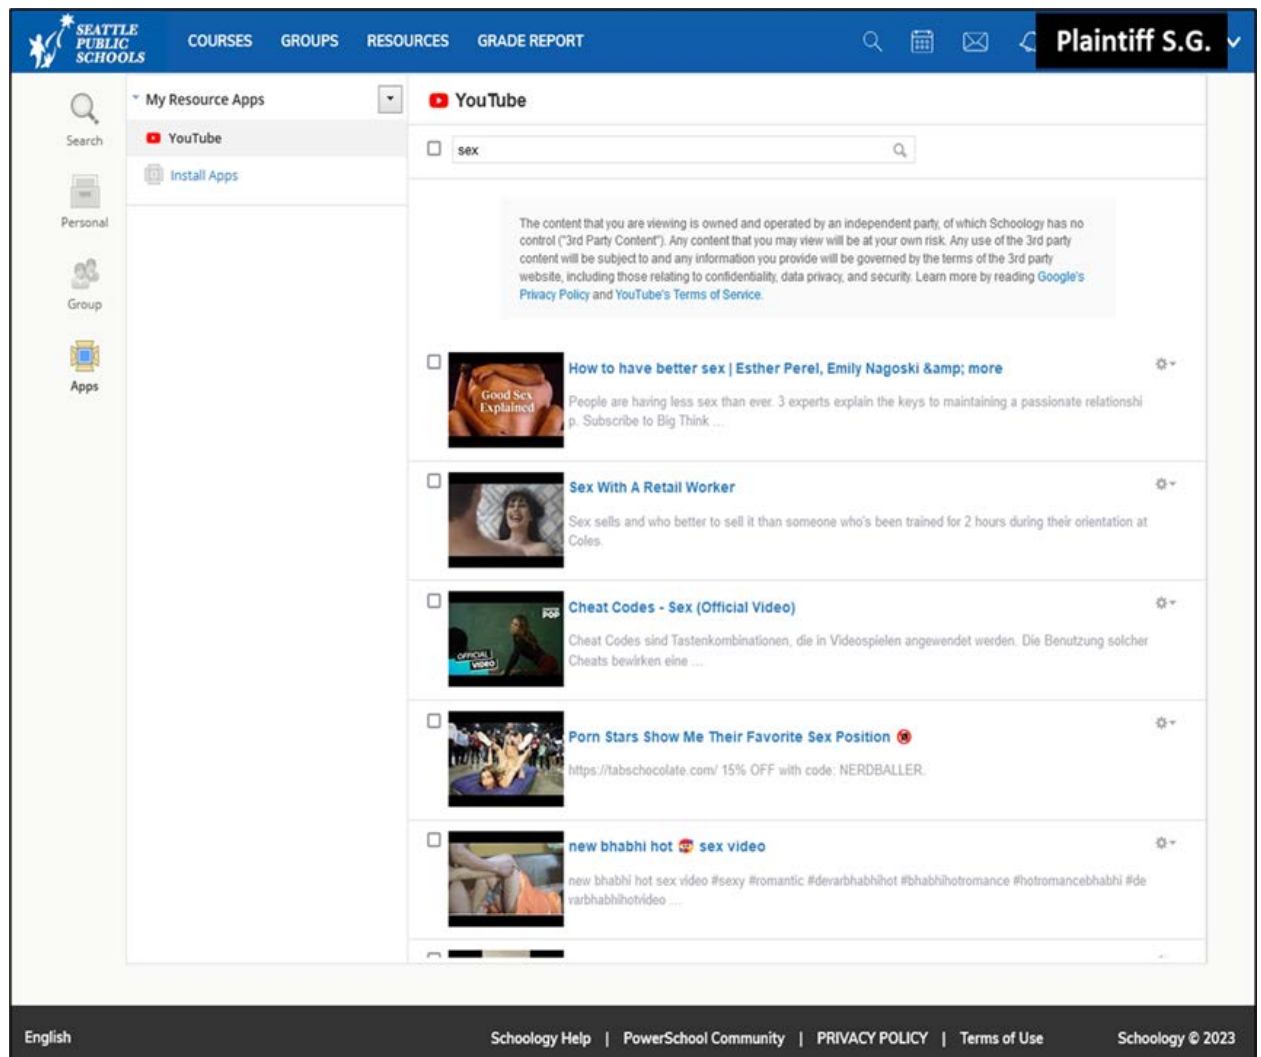 SEATTLE
PUBLIC
SCHOOLS
COURSES GROUPS RESOURCES GRADE REPORT
Plaintiff S.G.
Search
Personal
Group
Apps
My Resource Apps
YouTube
Install Apps
YouTube
sex
The content that you are viewing is owned and operated by an independent party, of which Schoology has no
control ("3rd Party Content"). Any content that you may view will be at your own risk. Any use of the 3rd party
content will be subject to and any information you provide will be governed by the terms of the 3rd party
website, including those relating to confidentiality, data privacy, and security. Learn more by reading Google's
Privacy Policy and YouTube's Terms of Service.
Good Sex
Explained
How to have better sex | Esther Perel, Emily Nagoski &amp; more
People are having less sex than ever. 3 experts explain the keys to maintaining a passionate relationshi
p. Subscribe to Big Think ...
Sex With A Retail Worker
Sex sells and who better to sell it than someone who's been trained for 2 hours during their orientation at
Coles.
POP
OFFICIAL
VIDEO
Cheat Codes - Sex (Official Video)
Cheat Codes sind Tastenkombinationen, die in Videospielen angewendet werden. Die Benutzung solcher
Cheats bewirken eine ...
Porn Stars Show Me Their Favorite Sex Position 🔞
https://tabschocolate.com/ 15% OFF with code: NERDBALLER.
new bhabhi hot sex video
new bhabhi hot sex video #sexy #romantic #devarbhabhihot #bhabhihotromance #hotromancebhabhi #de
varbhabhihotvideo ...
English
Schoology Help | PowerSchool Community | PRIVACY POLICY | Terms of Use
Schoology © 2023